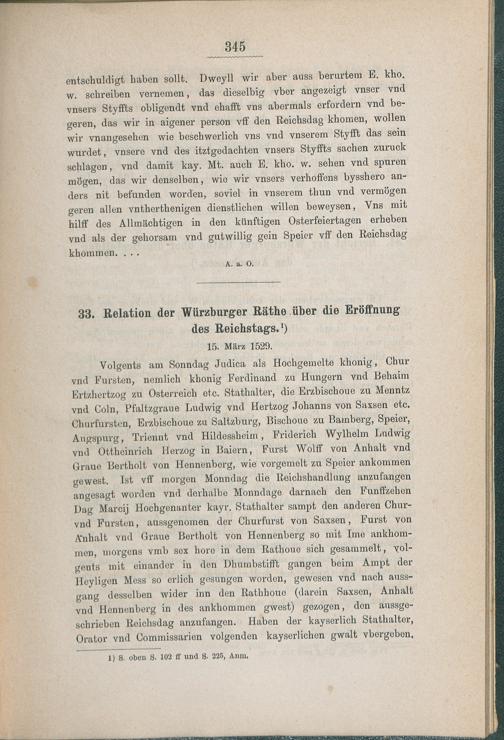 345
entschuldigt haben sollt. Dweyll wir aber auss berurtem E. kho.
w. schreiben vernemen, das dieselbig vber angezeigt vnser vnd
vnsers Styffts obligendt vnd ehafft vns abermals erfordern vnd be-
geren, das wir in aigener person vff den Reichsdag khomen, wollen
wir vnangesehen wie beschwerlich vns vnd vnserem Styfft das sein
wurdet, vnsere vnd des itztgedachten vnsers Styffts sachen zuruck
schlagen, vnd damit kay. Mt. auch E. kho. w. sehen vnd spuren
mögen, das wir denselben, wie wir vnsers verhoffens bysshero an-
ders nit befunden worden, soviel in vnserem thun vnd vermögen
geren allen vntherthenigen dienstlichen willen beweysen, Vns mit
hilff des Allmächtigen in den künftigen Osterfeiertagen erheben
vnd als der gehorsam vnd gutwillig gein Speier vff den Reichsdag
khommen. . . .
A. a. O.
33. Relation der Würzburger Räthe über die Eröffnung
des Reichstags.¹)
15. März 1529.
Volgents am Sonndag Judica als Hochgemelte khonig, Chur
vnd Fursten, nemlich khonig Ferdinand zu Hungern vnd Behaim
Ertzhertzog zu Osterreich etc. Stathalter, die Erzbischoue zu Menntz
vnd Coln, Pfaltzgraue Ludwig vnd Hertzog Johanns von Saxsen etc.
Churfursten, Erzbischoue zu Saltzburg, Bischoue zu Bamberg, Speier,
Augspurg, Triennt vnd Hildessheim, Friderich Wylhelm Ludwig
vnd Ottheinrich Herzog in Baiern, Furst Wolff von Anhalt vnd
Graue Bertholt von Hennenberg, wie vorgemelt zu Speier ankommen
gewest. Ist vff morgen Monndag die Reichshandlung anzufangen
angesagt worden vnd derhalbe Monndage darnach den Funffzehen
Dag Marcij Hochgenanter kayr. Stathalter sampt den anderen Chur-
vnd Fursten, aussgenomen der Churfurst von Saxsen, Furst von
Anhalt vnd Graue Bertholt von Hennenberg so mit Ime ankhom-
men, morgens vmb sex hore in dem Rathoue sich gesammelt, vol-
gents mit einander in den Dhumbstifft gangen beim Ampt der
Heyligen Mess so erlich gesungen worden, gewesen vnd nach auss-
gang desselben wider inn den Rathhoue (darein Saxsen, Anhalt
vnd Hennenberg in des ankhommen gwest) gezogen, den aussge-
schrieben Reichsdag anzufangen. Haben der kayserlich Stathalter,
Orator vnd Commissarien volgenden kayserlichen gwalt vbergeben.
1) S. oben S. 102 ff und S. 225, Anm.